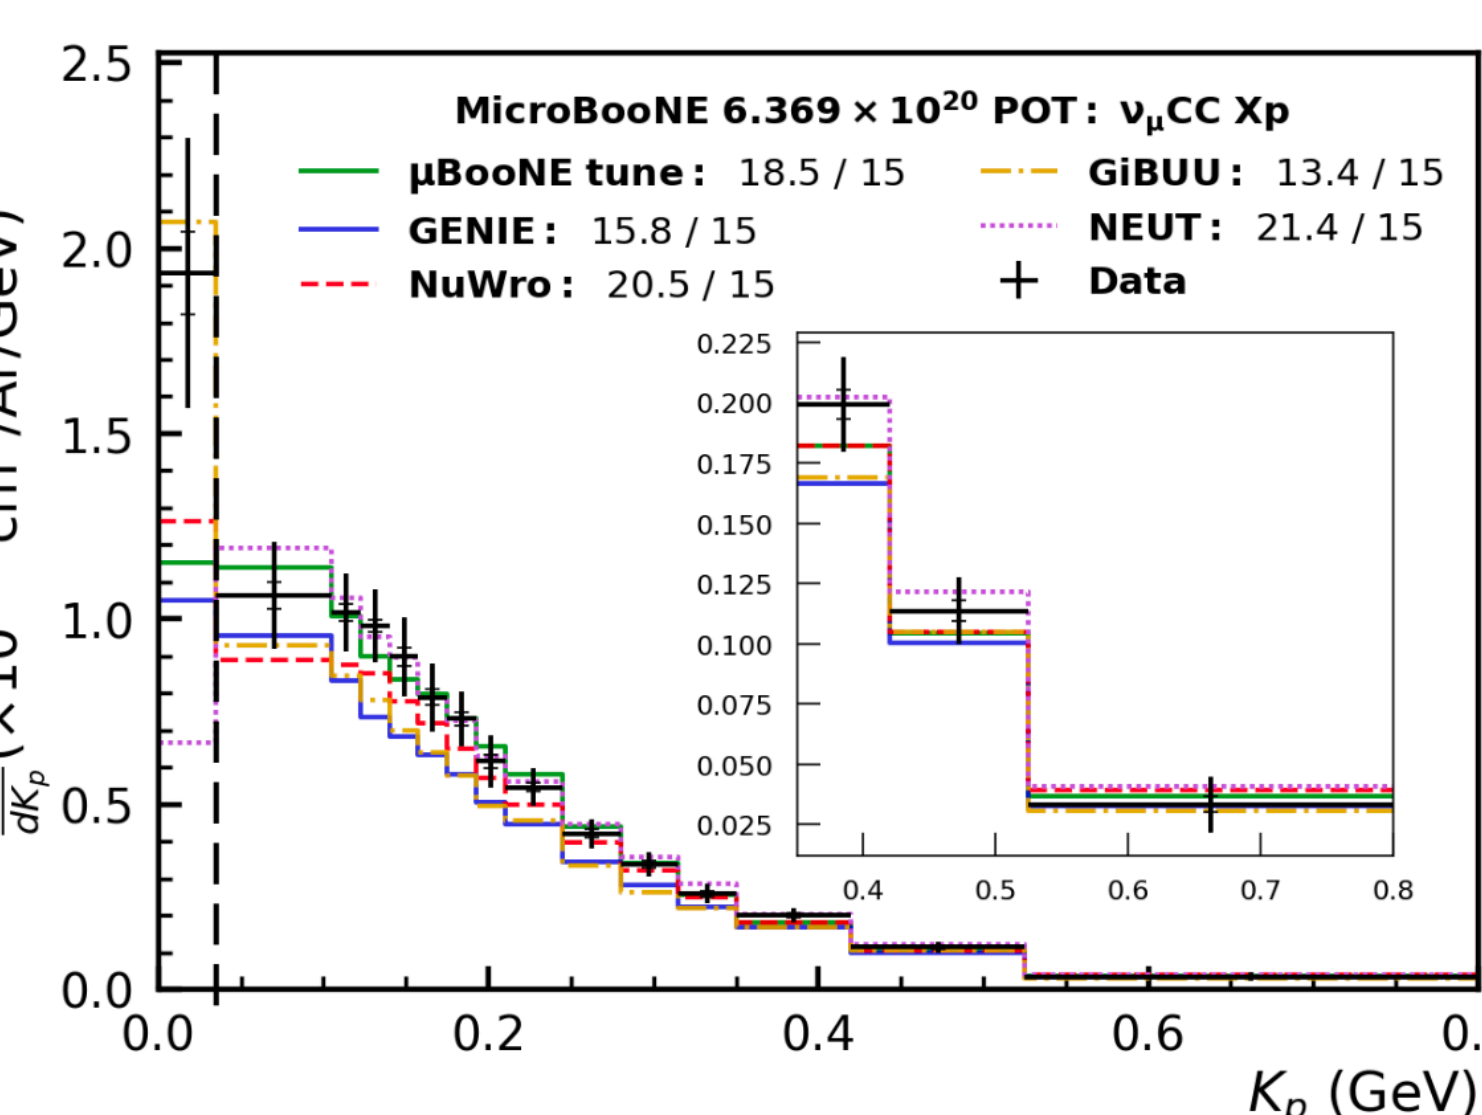 MicroBooNE 6.369 × 10²⁰ POT: νμCC Xp
μBooNE tune: 18.5 / 15
GENIE: 15.8 / 15
NuWro: 20.5 / 15
GiBUU: 13.4 / 15
NEUT: 21.4 / 15
Data
2.5
2.0
1.5
1.0
0.5
0.0
0.0
0.2
0.4
0.6
0.225
0.200
0.175
0.150
0.125
0.100
0.075
0.050
0.025
0.4
0.5
0.6
0.7
0.8
dKp
Kp (GeV)